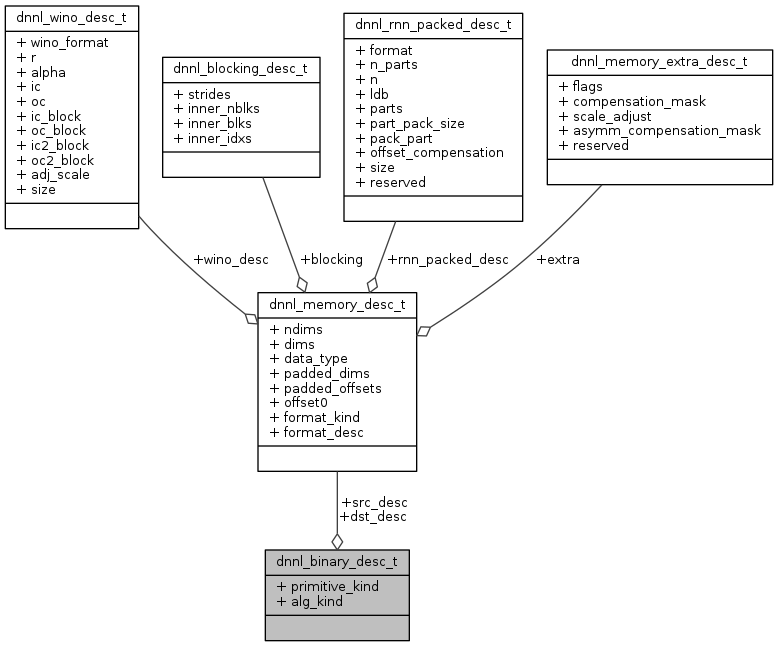 dnnl_wino_desc_t
+ wino_format
+ r
+ alpha
+ ic
+ oc
+ ic_block
+ oc_block
+ ic2_block
+ oc2_block
+ adj_scale
+ size
dnnl_blocking_desc_t
+ strides
+ inner_nblks
+ inner_blks
+ inner_idxs
dnnl_rnn_packed_desc_t
+ format
+ n_parts
+ n
+ ldb
+ parts
+ part_pack_size
+ pack_part
+ offset_compensation
+ size
+ reserved
dnnl_memory_extra_desc_t
+ flags
+ compensation_mask
+ scale_adjust
+ asymm_compensation_mask
+ reserved
+wino_desc
+blocking
+rnn_packed_desc
+extra
dnnl_memory_desc_t
+ ndims
+ dims
+ data_type
+ padded_dims
+ padded_offsets
+ offset0
+ format_kind
+ format_desc
+src_desc
+dst_desc
dnnl_binary_desc_t
+ primitive_kind
+ alg_kind